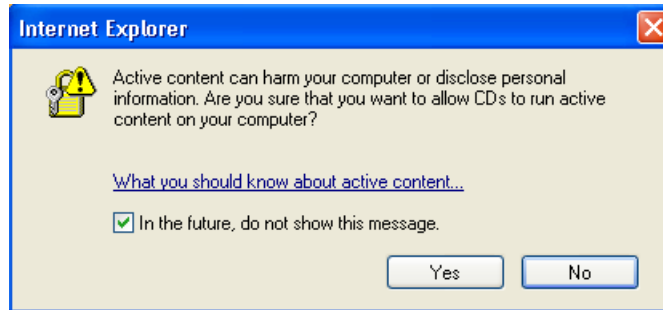 Internet Explorer
Active content can harm your computer or disclose personal
information. Are you sure that you want to allow CDs to run active
content on your computer?
What you should know about active content...
In the future, do not show this message.
Yes No